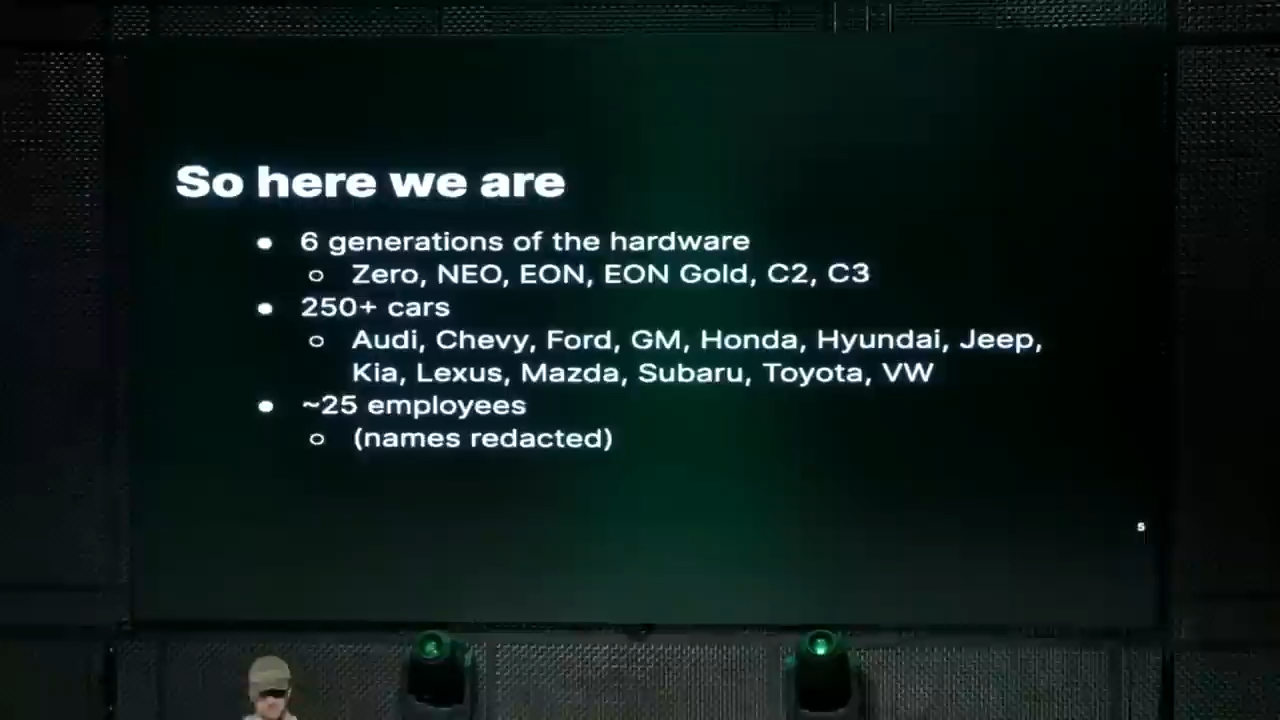 So here we are
● 6 generations of the hardware
○ Zero, NEO, EON, EON Gold, C2, C3
● 250+ cars
○ Audi, Chevy, Ford, GM, Honda, Hyundai, Jeep,
Kia, Lexus, Mazda, Subaru, Toyota, VW
● ~25 employees
○ (names redacted)
5